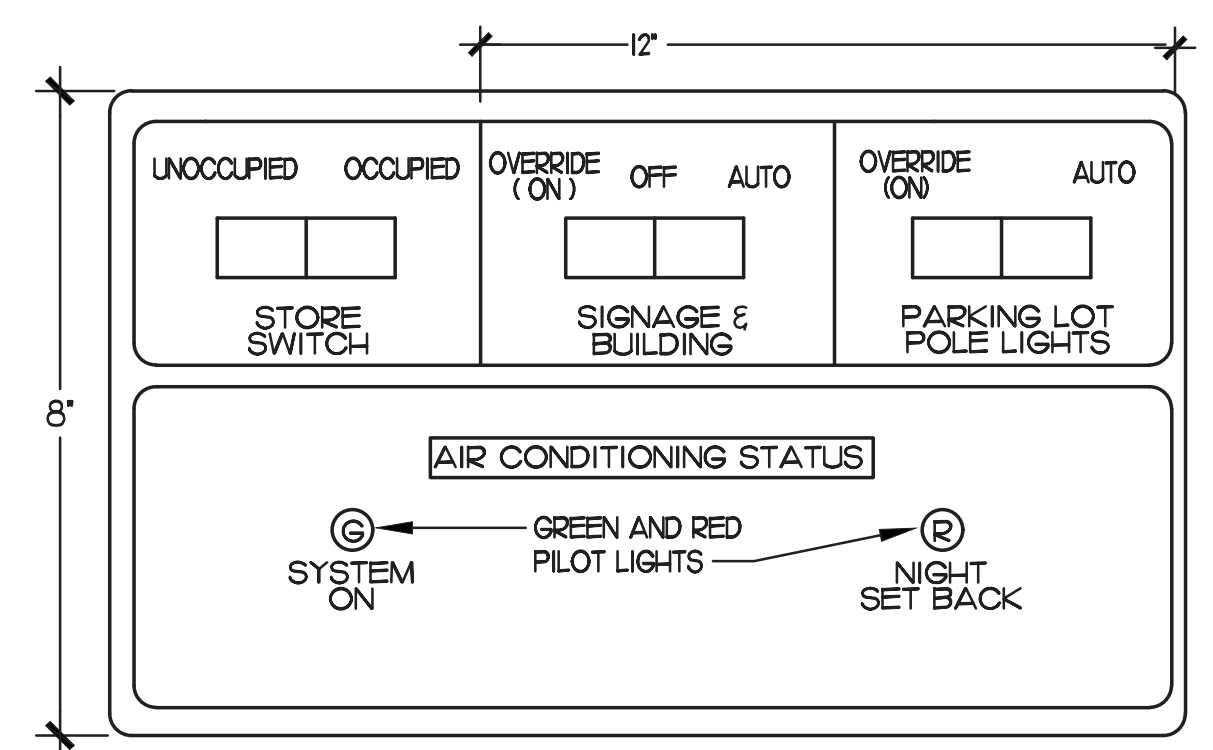 12"
UNOCCUPIED OCCUPIED
OVERRIDE
(ON) OFF AUTO
OVERRIDE
(ON) AUTO
STORE
SWITCH
SIGNAGE &
BUILDING
PARKING LOT
POLE LIGHTS
8"
AIR CONDITIONING STATUS
G
SYSTEM
ON
GREEN AND RED
PILOT LIGHTS
R
NIGHT
SET BACK